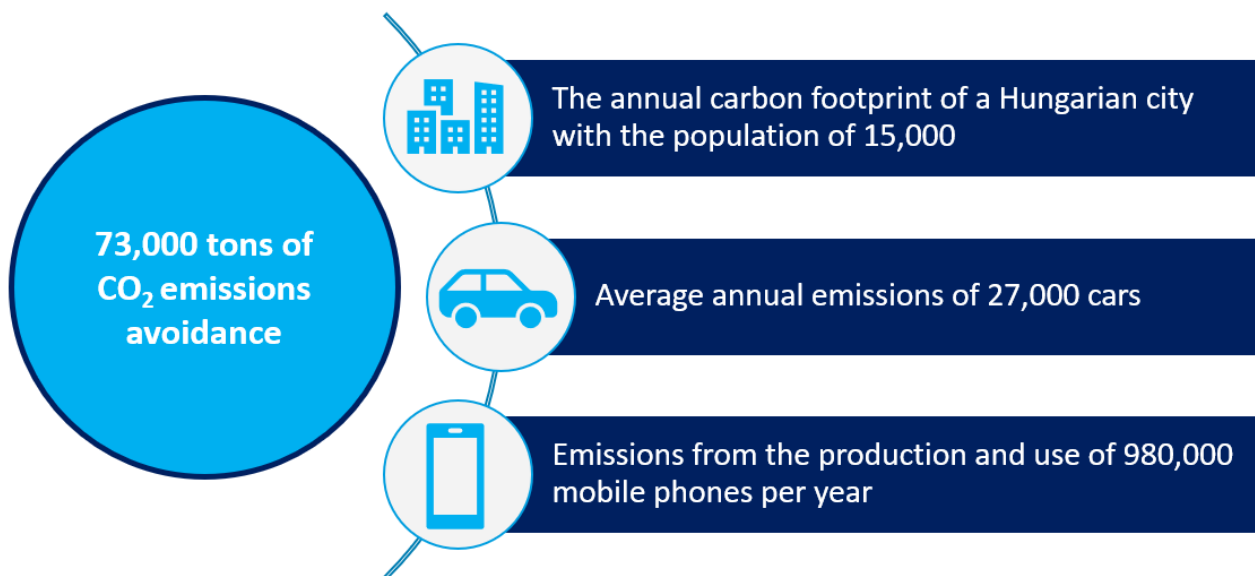 73,000 tons of
CO₂ emissions
avoidance
The annual carbon footprint of a Hungarian city
with the population of 15,000
Average annual emissions of 27,000 cars
Emissions from the production and use of 980,000
mobile phones per year